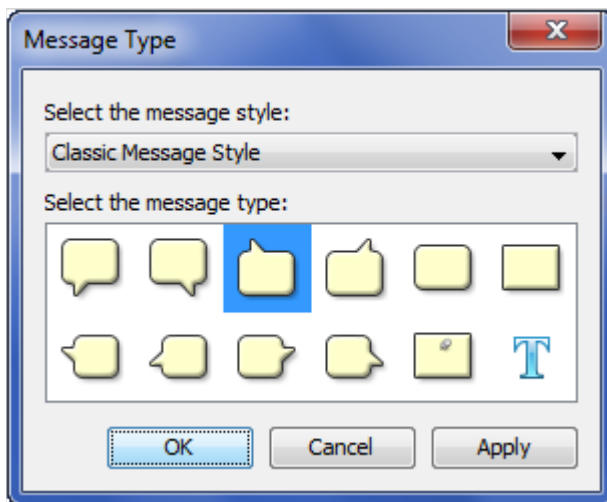 Message Type
Select the message style:
Classic Message Style
Select the message type:
T
OK Cancel Apply